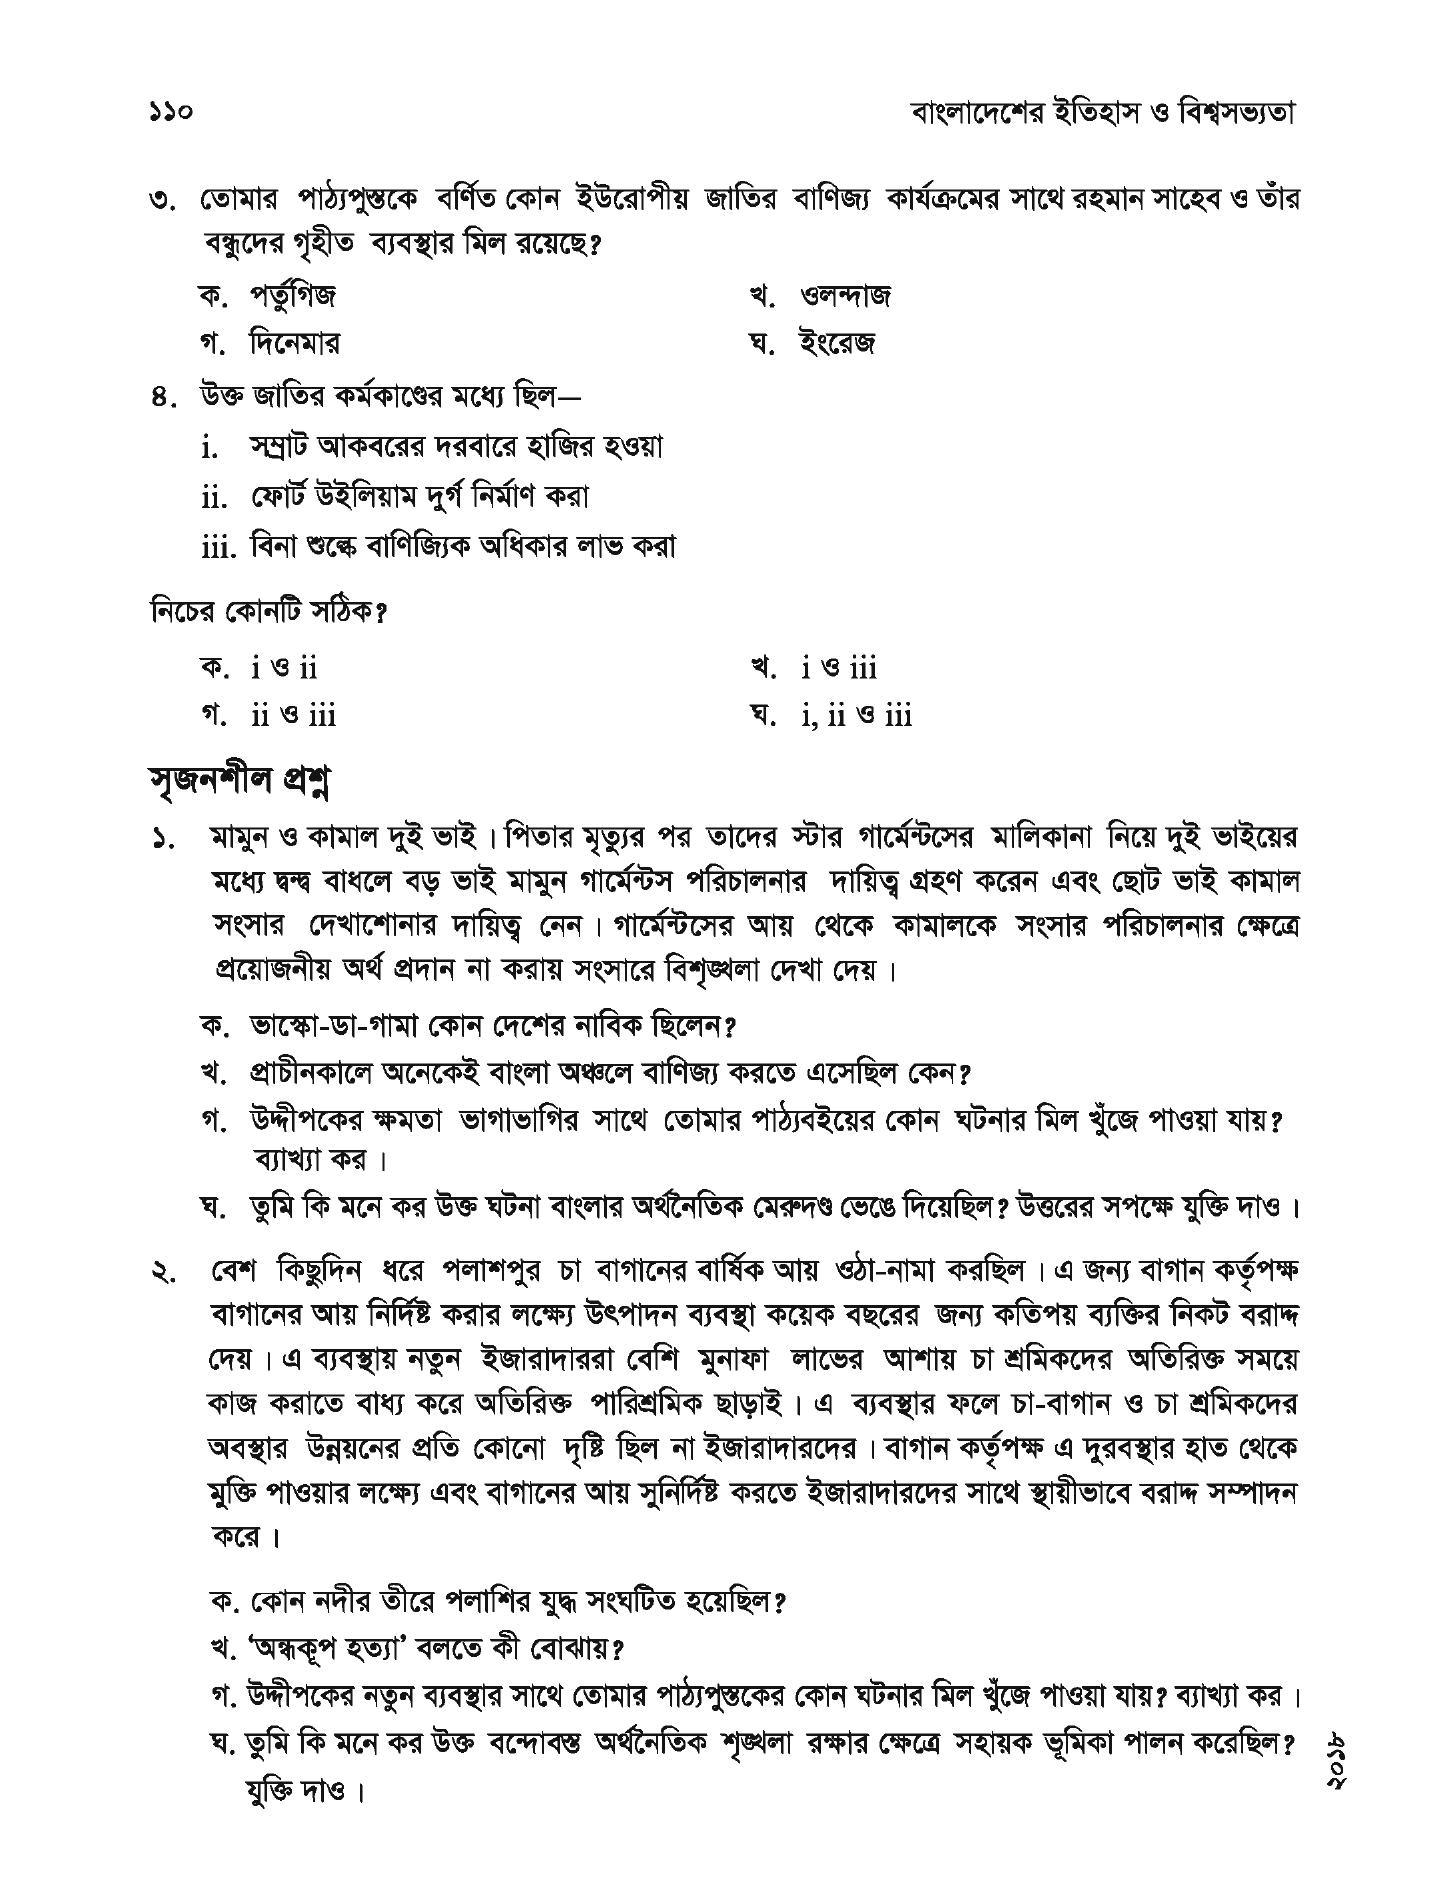 ১১০ বাংলাদেশের ইতিহাস ও বিশ্বসভ্যতা
৩. তোমার পাঠ্যপুস্তকে বর্ণিত কোন ইউরোপীয় জাতির বাণিজ্য কার্যক্রমের সাথে রহমান সাহেব ও তাঁর
বন্ধুদের গৃহীত ব্যবস্থার মিল রয়েছে?
ক. পর্তুগিজ খ. ওলন্দাজ
গ. দিনেমার ঘ. ইংরেজ
৪. উক্ত জাতির কর্মকাণ্ডের মধ্যে ছিল—
i. সম্রাট আকবরের দরবারে হাজির হওয়া
ii. ফোর্ট উইলিয়াম দুর্গ নির্মাণ করা
iii. বিনা শুল্কে বাণিজ্যিক অধিকার লাভ করা
নিচের কোনটি সঠিক?
ক. i ও ii খ. i ও iii
গ. ii ও iii ঘ. i, ii ও iii
সৃজনশীল প্রশ্ন
১. মামুন ও কামাল দুই ভাই। পিতার মৃত্যুর পর তাদের স্টার গার্মেন্টসের মালিকানা নিয়ে দুই ভাইয়ের
মধ্যে দ্বন্দ্ব বাধলে বড় ভাই মামুন গার্মেন্টস পরিচালনার দায়িত্ব গ্রহণ করেন এবং ছোট ভাই কামাল
সংসার দেখাশোনার দায়িত্ব নেন। গার্মেন্টসের আয় থেকে কামালকে সংসার পরিচালনার ক্ষেত্রে
প্রয়োজনীয় অর্থ প্রদান না করায় সংসারে বিশৃঙ্খলা দেখা দেয়।
ক. ভাস্কো-ডা-গামা কোন দেশের নাবিক ছিলেন?
খ. প্রাচীনকালে অনেকেই বাংলা অঞ্চলে বাণিজ্য করতে এসেছিল কেন?
গ. উদ্দীপকের ক্ষমতা ভাগাভাগির সাথে তোমার পাঠ্যবইয়ের কোন ঘটনার মিল খুঁজে পাওয়া যায়?
ব্যাখ্যা কর।
ঘ. তুমি কি মনে কর উক্ত ঘটনা বাংলার অর্থনৈতিক মেরুদণ্ড ভেঙে দিয়েছিল? উত্তরের সপক্ষে যুক্তি দাও।
২. বেশ কিছুদিন ধরে পলাশপুর চা বাগানের বার্ষিক আয় ওঠা-নামা করছিল। এ জন্য বাগান কর্তৃপক্ষ
বাগানের আয় নির্দিষ্ট করার লক্ষ্যে উৎপাদন ব্যবস্থা কয়েক বছরের জন্য কতিপয় ব্যক্তির নিকট বরাদ্দ
দেয়। এ ব্যবস্থায় নতুন ইজারাদাররা বেশি মুনাফা লাভের আশায় চা শ্রমিকদের অতিরিক্ত সময়ে
কাজ করাতে বাধ্য করে অতিরিক্ত পারিশ্রমিক ছাড়াই। এ ব্যবস্থার ফলে চা-বাগান ও চা শ্রমিকদের
অবস্থার উন্নয়নের প্রতি কোনো দৃষ্টি ছিল না ইজারাদারদের। বাগান কর্তৃপক্ষ এ দুরবস্থার হাত থেকে
মুক্তি পাওয়ার লক্ষ্যে এবং বাগানের আয় সুনির্দিষ্ট করতে ইজারাদারদের সাথে স্থায়ীভাবে বরাদ্দ সম্পাদন
করে।
ক. কোন নদীর তীরে পলাশির যুদ্ধ সংঘটিত হয়েছিল?
খ. ‘অন্ধকূপ হত্যা’ বলতে কী বোঝায়?
গ. উদ্দীপকের নতুন ব্যবস্থার সাথে তোমার পাঠ্যপুস্তকের কোন ঘটনার মিল খুঁজে পাওয়া যায়? ব্যাখ্যা কর।
ঘ. তুমি কি মনে কর উক্ত বন্দোবস্ত অর্থনৈতিক শৃঙ্খলা রক্ষার ক্ষেত্রে সহায়ক ভূমিকা পালন করেছিল?
যুক্তি দাও।
২০১৮